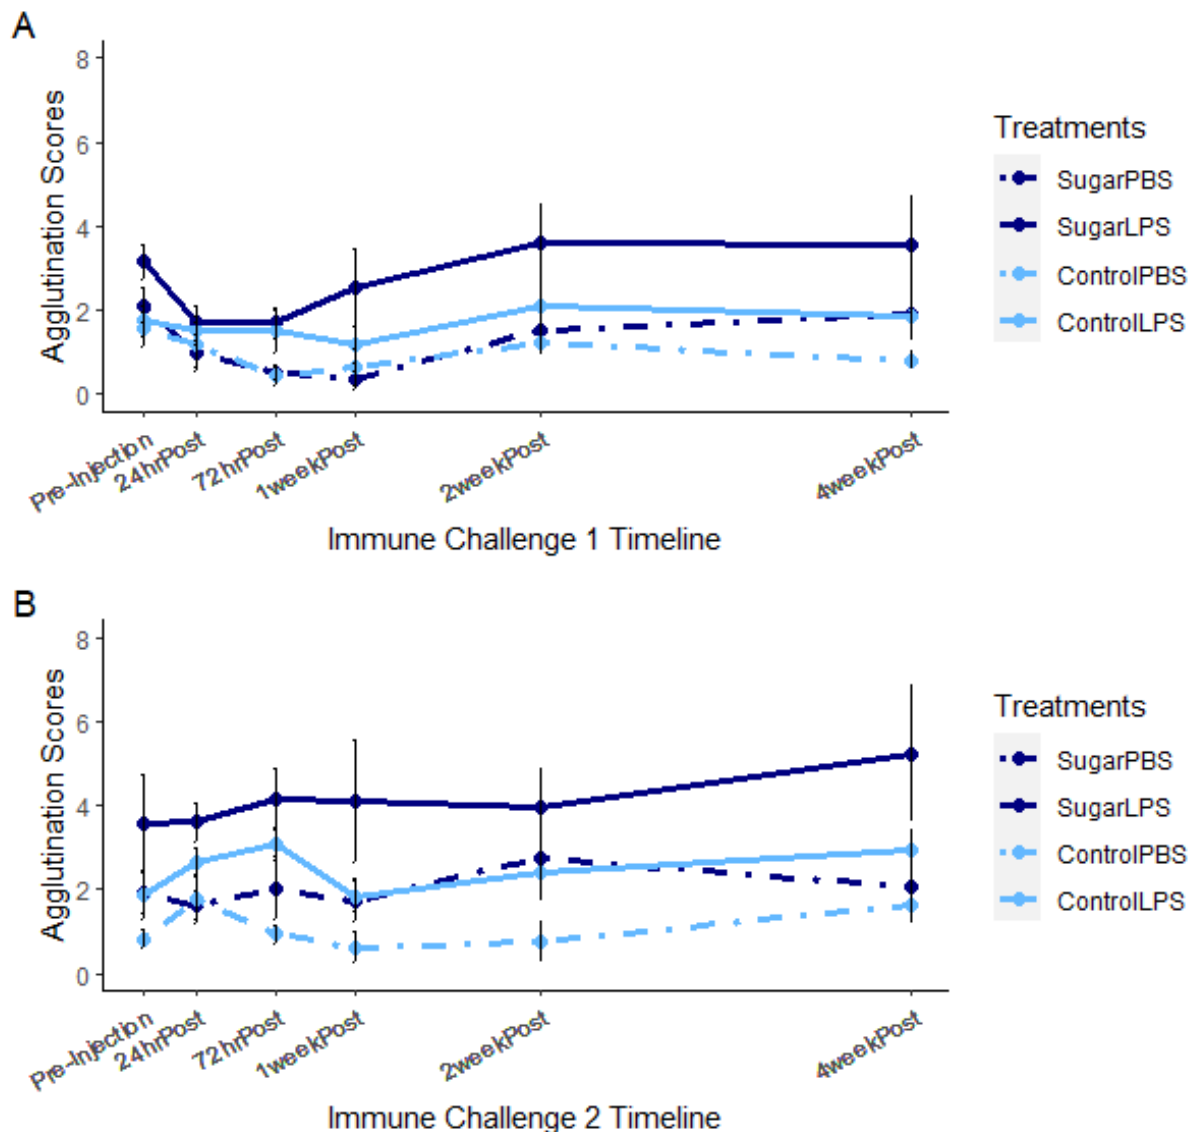 A
Agglutination Scores
8
6
4
2
0
Pre-Injection
24hrPost
72hrPost
1weekPost
2weekPost
4weekPost
Immune Challenge 1 Timeline
Treatments
SugarPBS
SugarLPS
ControlPBS
ControlLPS
B
Agglutination Scores
8
6
4
2
0
Pre-Injection
24hrPost
72hrPost
1weekPost
2weekPost
4weekPost
Immune Challenge 2 Timeline
Treatments
SugarPBS
SugarLPS
ControlPBS
ControlLPS